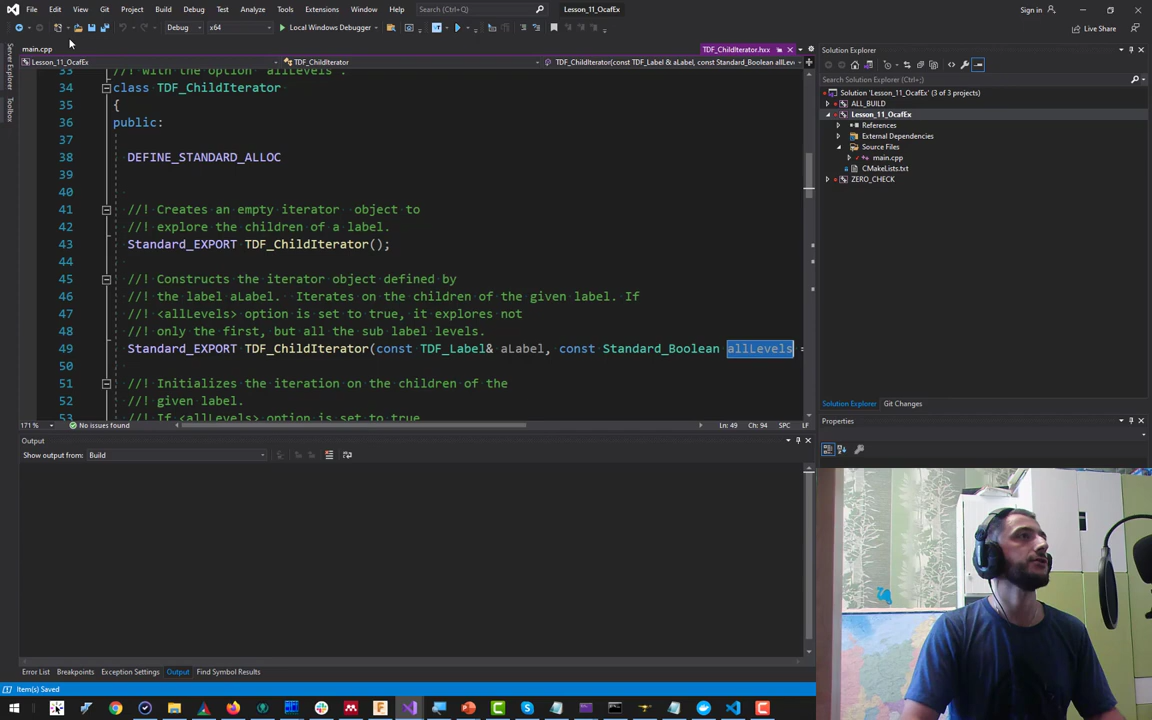 File Edit View Git Project Build Debug Test Analyze Tools Extensions Window Help Search (Ctrl+Q) Lesson_11_OcafEx Sign in
Debug x64 Local Windows Debugger Live Share
main.cpp TDF_ChildIterator.hxx Solution Explorer
Lesson_11_OcafEx TDF_ChildIterator TDF_ChildIterator(const TDF_Label & aLabel, const Standard_Boolean allLevel
Server Explorer
Toolbox
33 //! with the option 'allLevels'.
34 class TDF_ChildIterator
35 {
36 public:
37
38 DEFINE_STANDARD_ALLOC
39
40
41 //! Creates an empty iterator  object to
42 //! explore the children of a label.
43 Standard_EXPORT TDF_ChildIterator();
44
45 //! Constructs the iterator object defined by
46 //! the label aLabel.  Iterates on the children of the given label. If
47 //! <allLevels> option is set to true, it explores not
48 //! only the first, but all the sub label levels.
49 Standard_EXPORT TDF_ChildIterator(const TDF_Label& aLabel, const Standard_Boolean allLevels =
50
51 //! Initializes the iteration on the children of the
52 //! given label.
53 //! If <allLevels> option is set to true,
171 % No issues found Ln: 49 Ch: 94 SPC LF
Search Solution Explorer (Ctrl+;)
Solution 'Lesson_11_OcafEx' (3 of 3 projects)
ALL_BUILD
Lesson_11_OcafEx
References
External Dependencies
Source Files
main.cpp
CMakeLists.txt
ZERO_CHECK
Solution Explorer Git Changes
Properties
Output
Show output from: Build
Error List Breakpoints Exception Settings Output Find Symbol Results
Item(s) Saved